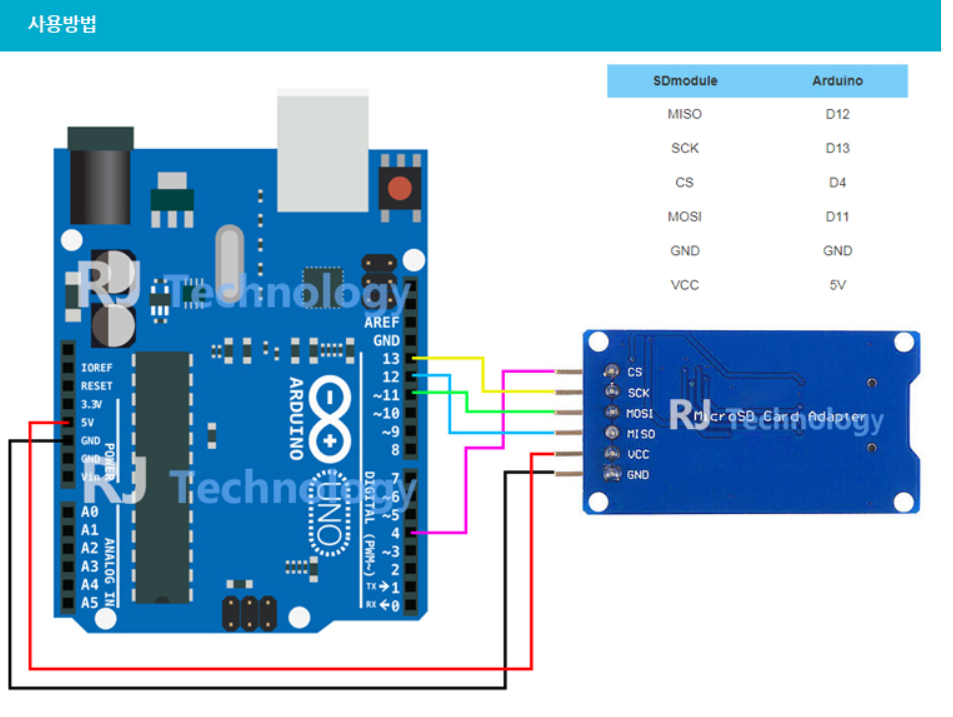 사용방법
SDmodule Arduino
MISO D12
SCK D13
CS D4
MOSI D11
GND GND
VCC 5V
RJ Technology
AREF
GND
13
12
~11
~10
~9
8
7
~6
~5
4
~3
2
TX→1
RX←0
DIGITAL (PWM~)
ARDUINO
UNO
IOREF
RESET
3.3V
5V
GND
GND
Vin
POWER
RJ Technology
A0
A1
A2
A3
A4
A5
ANALOG IN
CS
SCK
MOSI
MISO
VCC
GND
MicroSD Card Adapter
RJ Technology